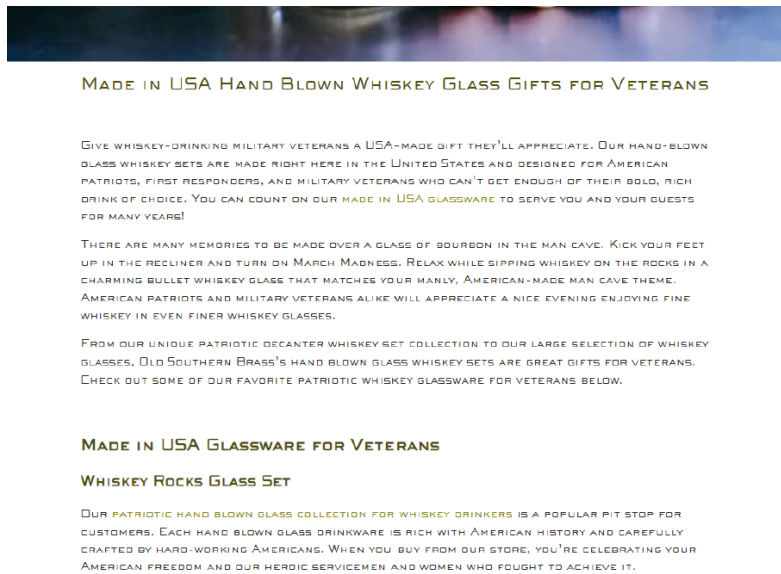 Made in USA Hand Blown Whiskey Glass Gifts for Veterans
Give whiskey-drinking military veterans a USA-made gift they'll appreciate. Our hand-blown
glass whiskey sets are made right here in the United States and designed for American
patriots, first responders, and military veterans who can't get enough of their bold, rich
drink of choice. You can count on our made in USA glassware to serve you and your guests
for many years!
There are many memories to be made over a glass of bourbon in the man cave. Kick your feet
up in the recliner and turn on March Madness. Relax while sipping whiskey on the rocks in a
charming bullet whiskey glass that matches your manly, American-made man cave theme.
American patriots and military veterans alike will appreciate a nice evening enjoying fine
whiskey in even finer whiskey glasses.
From our unique patriotic decanter whiskey set collection to our large selection of whiskey
glasses, Old Southern Brass's hand blown glass whiskey sets are great gifts for veterans.
Check out some of our favorite patriotic whiskey glassware for veterans below.
Made in USA Glassware for Veterans
Whiskey Rocks Glass Set
Our patriotic hand blown glass collection for whiskey drinkers is a popular pit stop for
customers. Each hand blown glass drinkware is rich with American history and carefully
crafted by hard-working Americans. When you buy from our store, you're celebrating your
American freedom and our heroic servicemen and women who fought to achieve it.